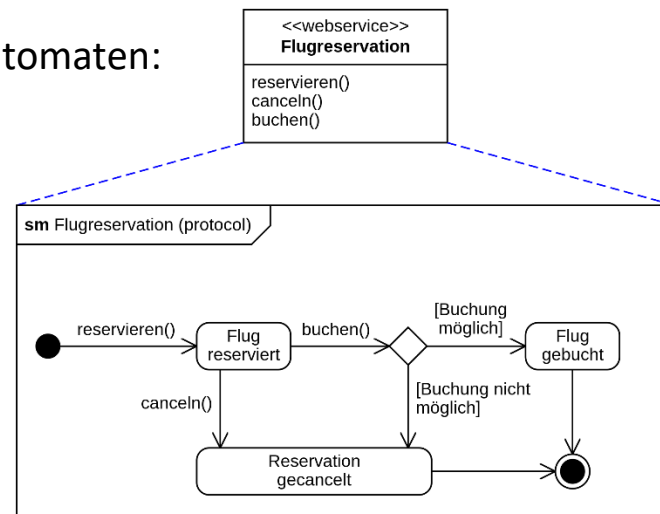 tomaten:
<<webservice>>
Flugreservation
reservieren()
canceln()
buchen()
sm Flugreservation (protocol)
reservieren()
Flug
reserviert
buchen()
[Buchung
möglich]
Flug
gebucht
canceln()
[Buchung nicht
möglich]
Reservation
gecancelt